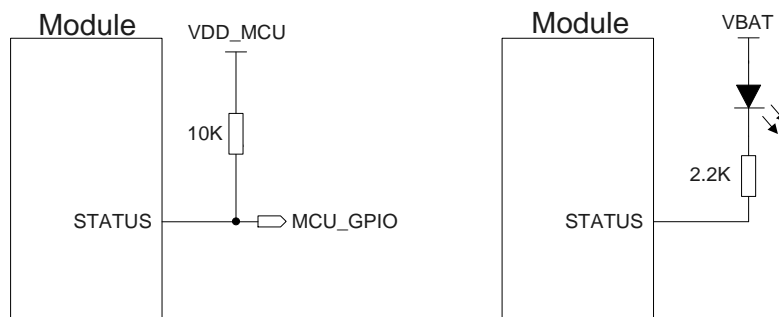 Module
VDD_MCU
10K
STATUS
MCU_GPIO
Module
VBAT
2.2K
STATUS